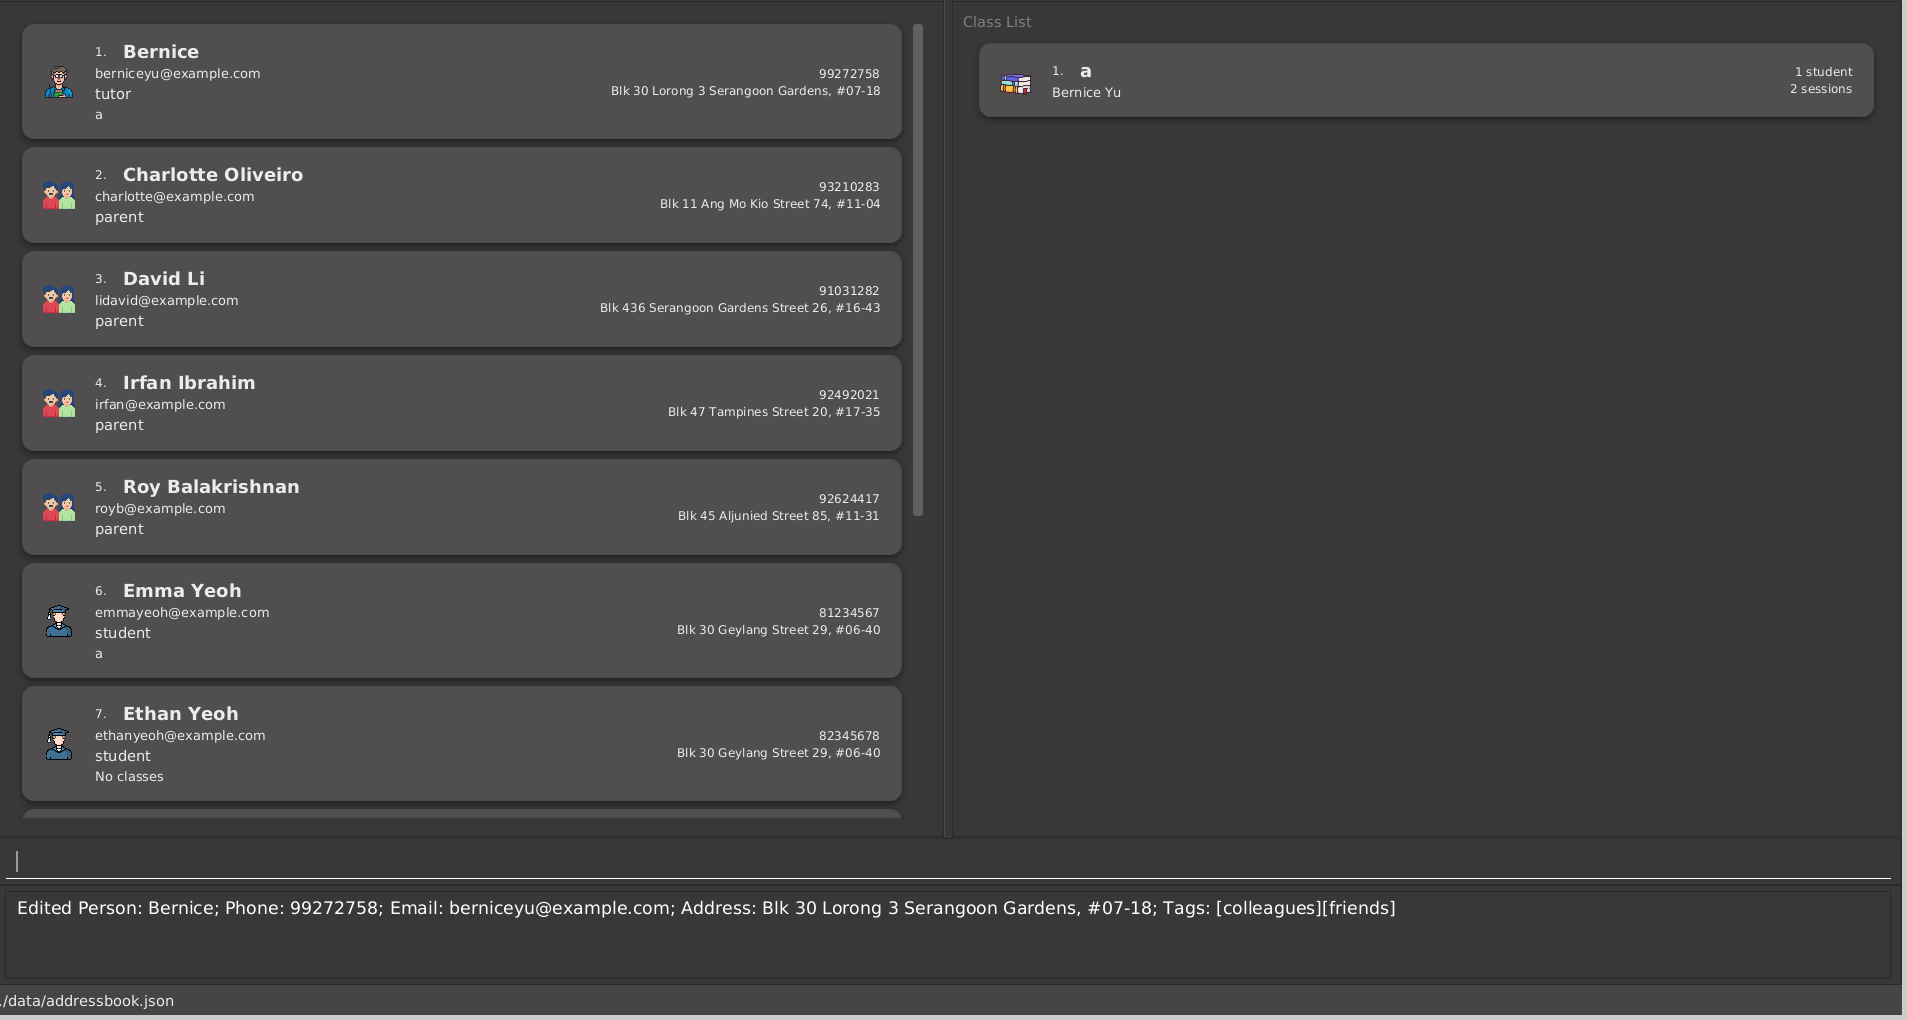 1. Bernice
berniceyu@example.com
tutor
a
99272758
Blk 30 Lorong 3 Serangoon Gardens, #07-18
2. Charlotte Oliveiro
charlotte@example.com
parent
93210283
Blk 11 Ang Mo Kio Street 74, #11-04
3. David Li
lidavid@example.com
parent
91031282
Blk 436 Serangoon Gardens Street 26, #16-43
4. Irfan Ibrahim
irfan@example.com
parent
92492021
Blk 47 Tampines Street 20, #17-35
5. Roy Balakrishnan
royb@example.com
parent
92624417
Blk 45 Aljunied Street 85, #11-31
6. Emma Yeoh
emmayeoh@example.com
student
a
81234567
Blk 30 Geylang Street 29, #06-40
7. Ethan Yeoh
ethanyeoh@example.com
student
No classes
82345678
Blk 30 Geylang Street 29, #06-40
Class List
1. a
Bernice Yu
1 student
2 sessions
Edited Person: Bernice; Phone: 99272758; Email: berniceyu@example.com; Address: Blk 30 Lorong 3 Serangoon Gardens, #07-18; Tags: [colleagues][friends]
./data/addressbook.json